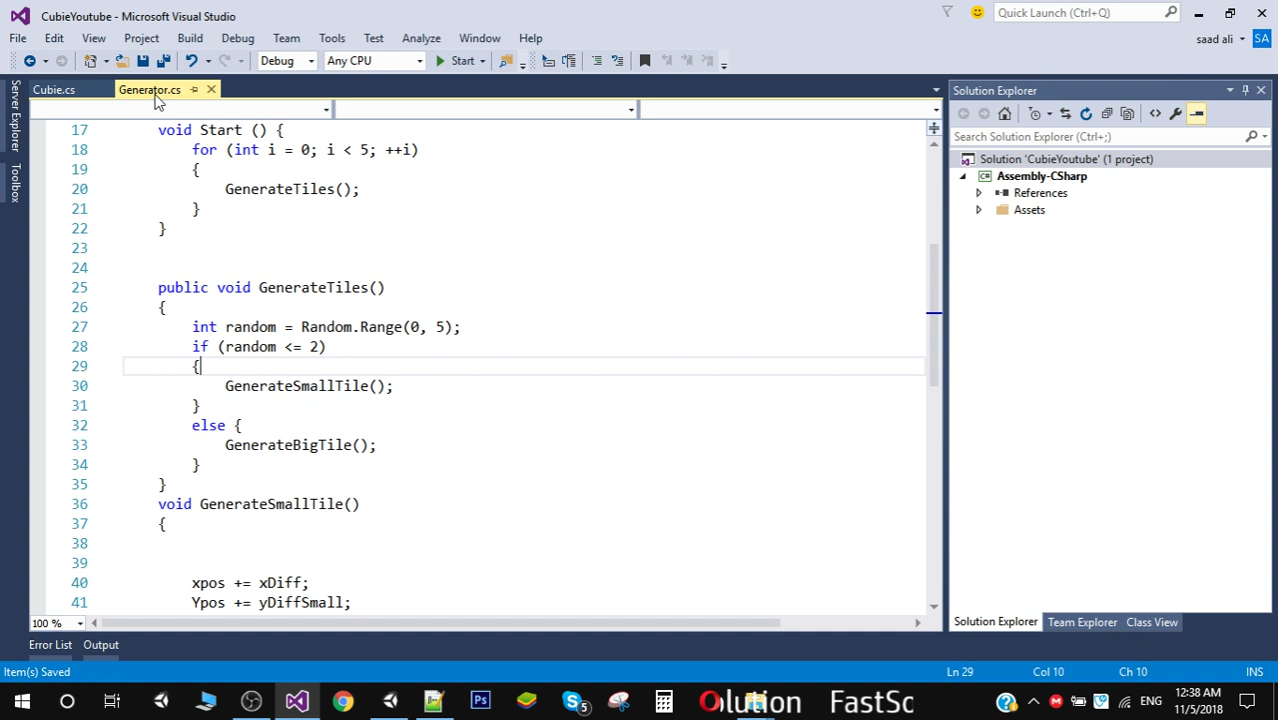 CubieYoutube - Microsoft Visual Studio
Quick Launch (Ctrl+Q)
File Edit View Project Build Debug Team Tools Test Analyze Window Help
saad ali
SA
Debug Any CPU Start
Server Explorer
Toolbox
Cubie.cs Generator.cs
17 void Start () {
18 for (int i = 0; i < 5; ++i)
19 {
20 GenerateTiles();
21 }
22 }
23
24
25 public void GenerateTiles()
26 {
27 int random = Random.Range(0, 5);
28 if (random <= 2)
29 {
30 GenerateSmallTile();
31 }
32 else {
33 GenerateBigTile();
34 }
35 }
36 void GenerateSmallTile()
37 {
38
39
40 xpos += xDiff;
41 Ypos += yDiffSmall;
100 %
Solution Explorer
Search Solution Explorer (Ctrl+;)
Solution 'CubieYoutube' (1 project)
C# Assembly-CSharp
References
Assets
Solution Explorer Team Explorer Class View
Error List Output
Item(s) Saved Ln 29 Col 10 Ch 10 INS
Ps
S 5
Olution FastSc
ENG
12:38 AM
11/5/2018